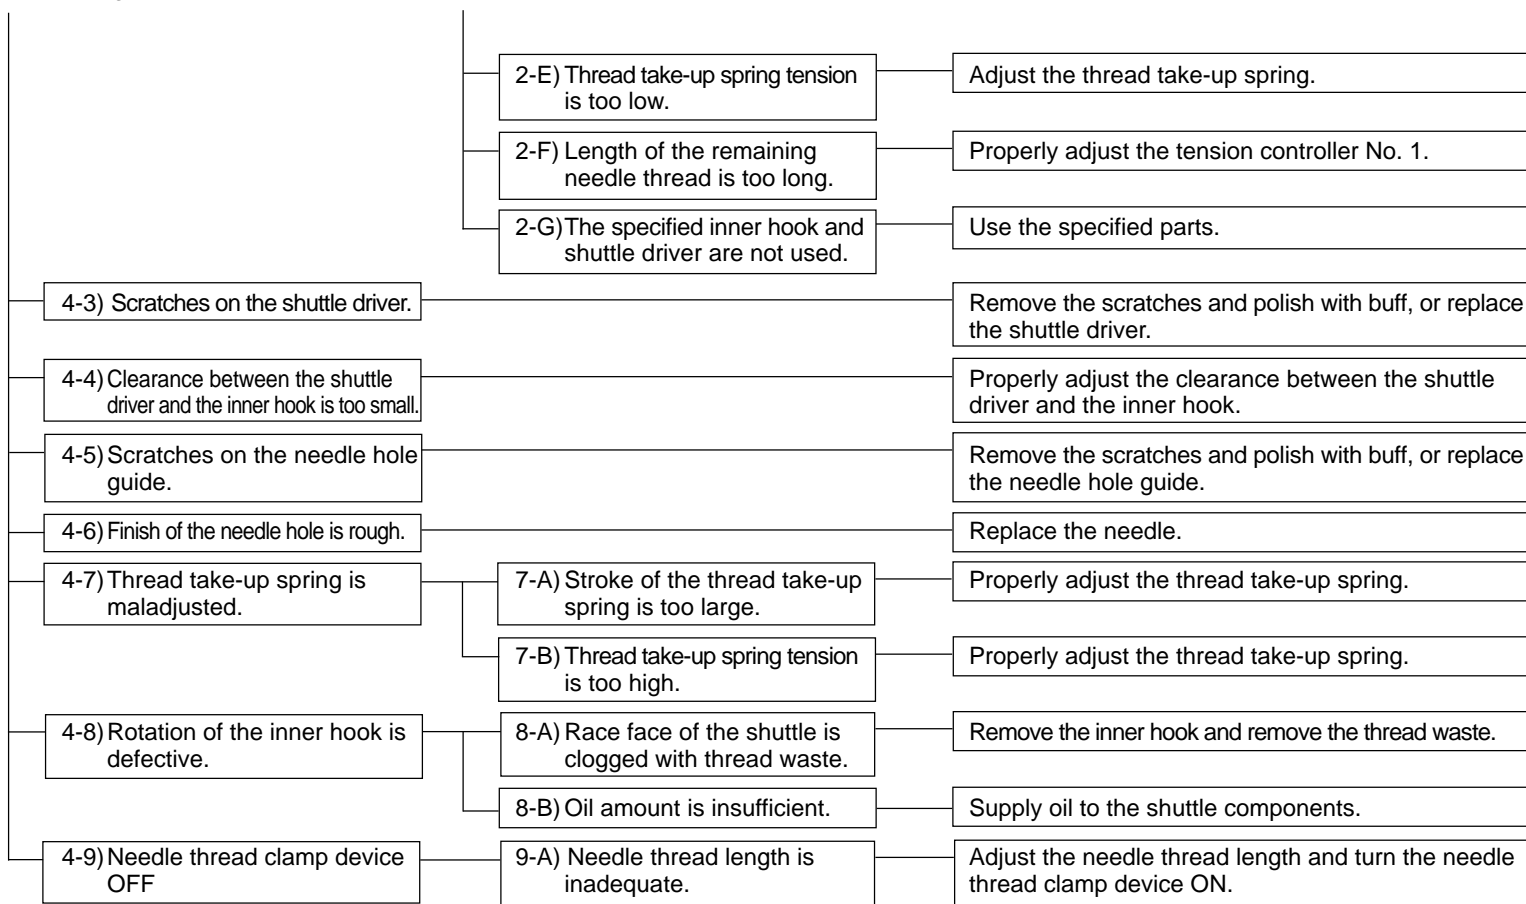 2-E) Thread take-up spring tension
is too low.
Adjust the thread take-up spring.
2-F) Length of the remaining
needle thread is too long.
Properly adjust the tension controller No. 1.
2-G) The specified inner hook and
shuttle driver are not used.
Use the specified parts.
4-3) Scratches on the shuttle driver.
Remove the scratches and polish with buff, or replace
the shuttle driver.
4-4) Clearance between the shuttle
driver and the inner hook is too small.
Properly adjust the clearance between the shuttle
driver and the inner hook.
4-5) Scratches on the needle hole
guide.
Remove the scratches and polish with buff, or replace
the needle hole guide.
4-6) Finish of the needle hole is rough.
Replace the needle.
4-7) Thread take-up spring is
maladjusted.
7-A) Stroke of the thread take-up
spring is too large.
Properly adjust the thread take-up spring.
7-B) Thread take-up spring tension
is too high.
Properly adjust the thread take-up spring.
4-8) Rotation of the inner hook is
defective.
8-A) Race face of the shuttle is
clogged with thread waste.
Remove the inner hook and remove the thread waste.
8-B) Oil amount is insufficient.
Supply oil to the shuttle components.
4-9) Needle thread clamp device
OFF
9-A) Needle thread length is
inadequate.
Adjust the needle thread length and turn the needle
thread clamp device ON.